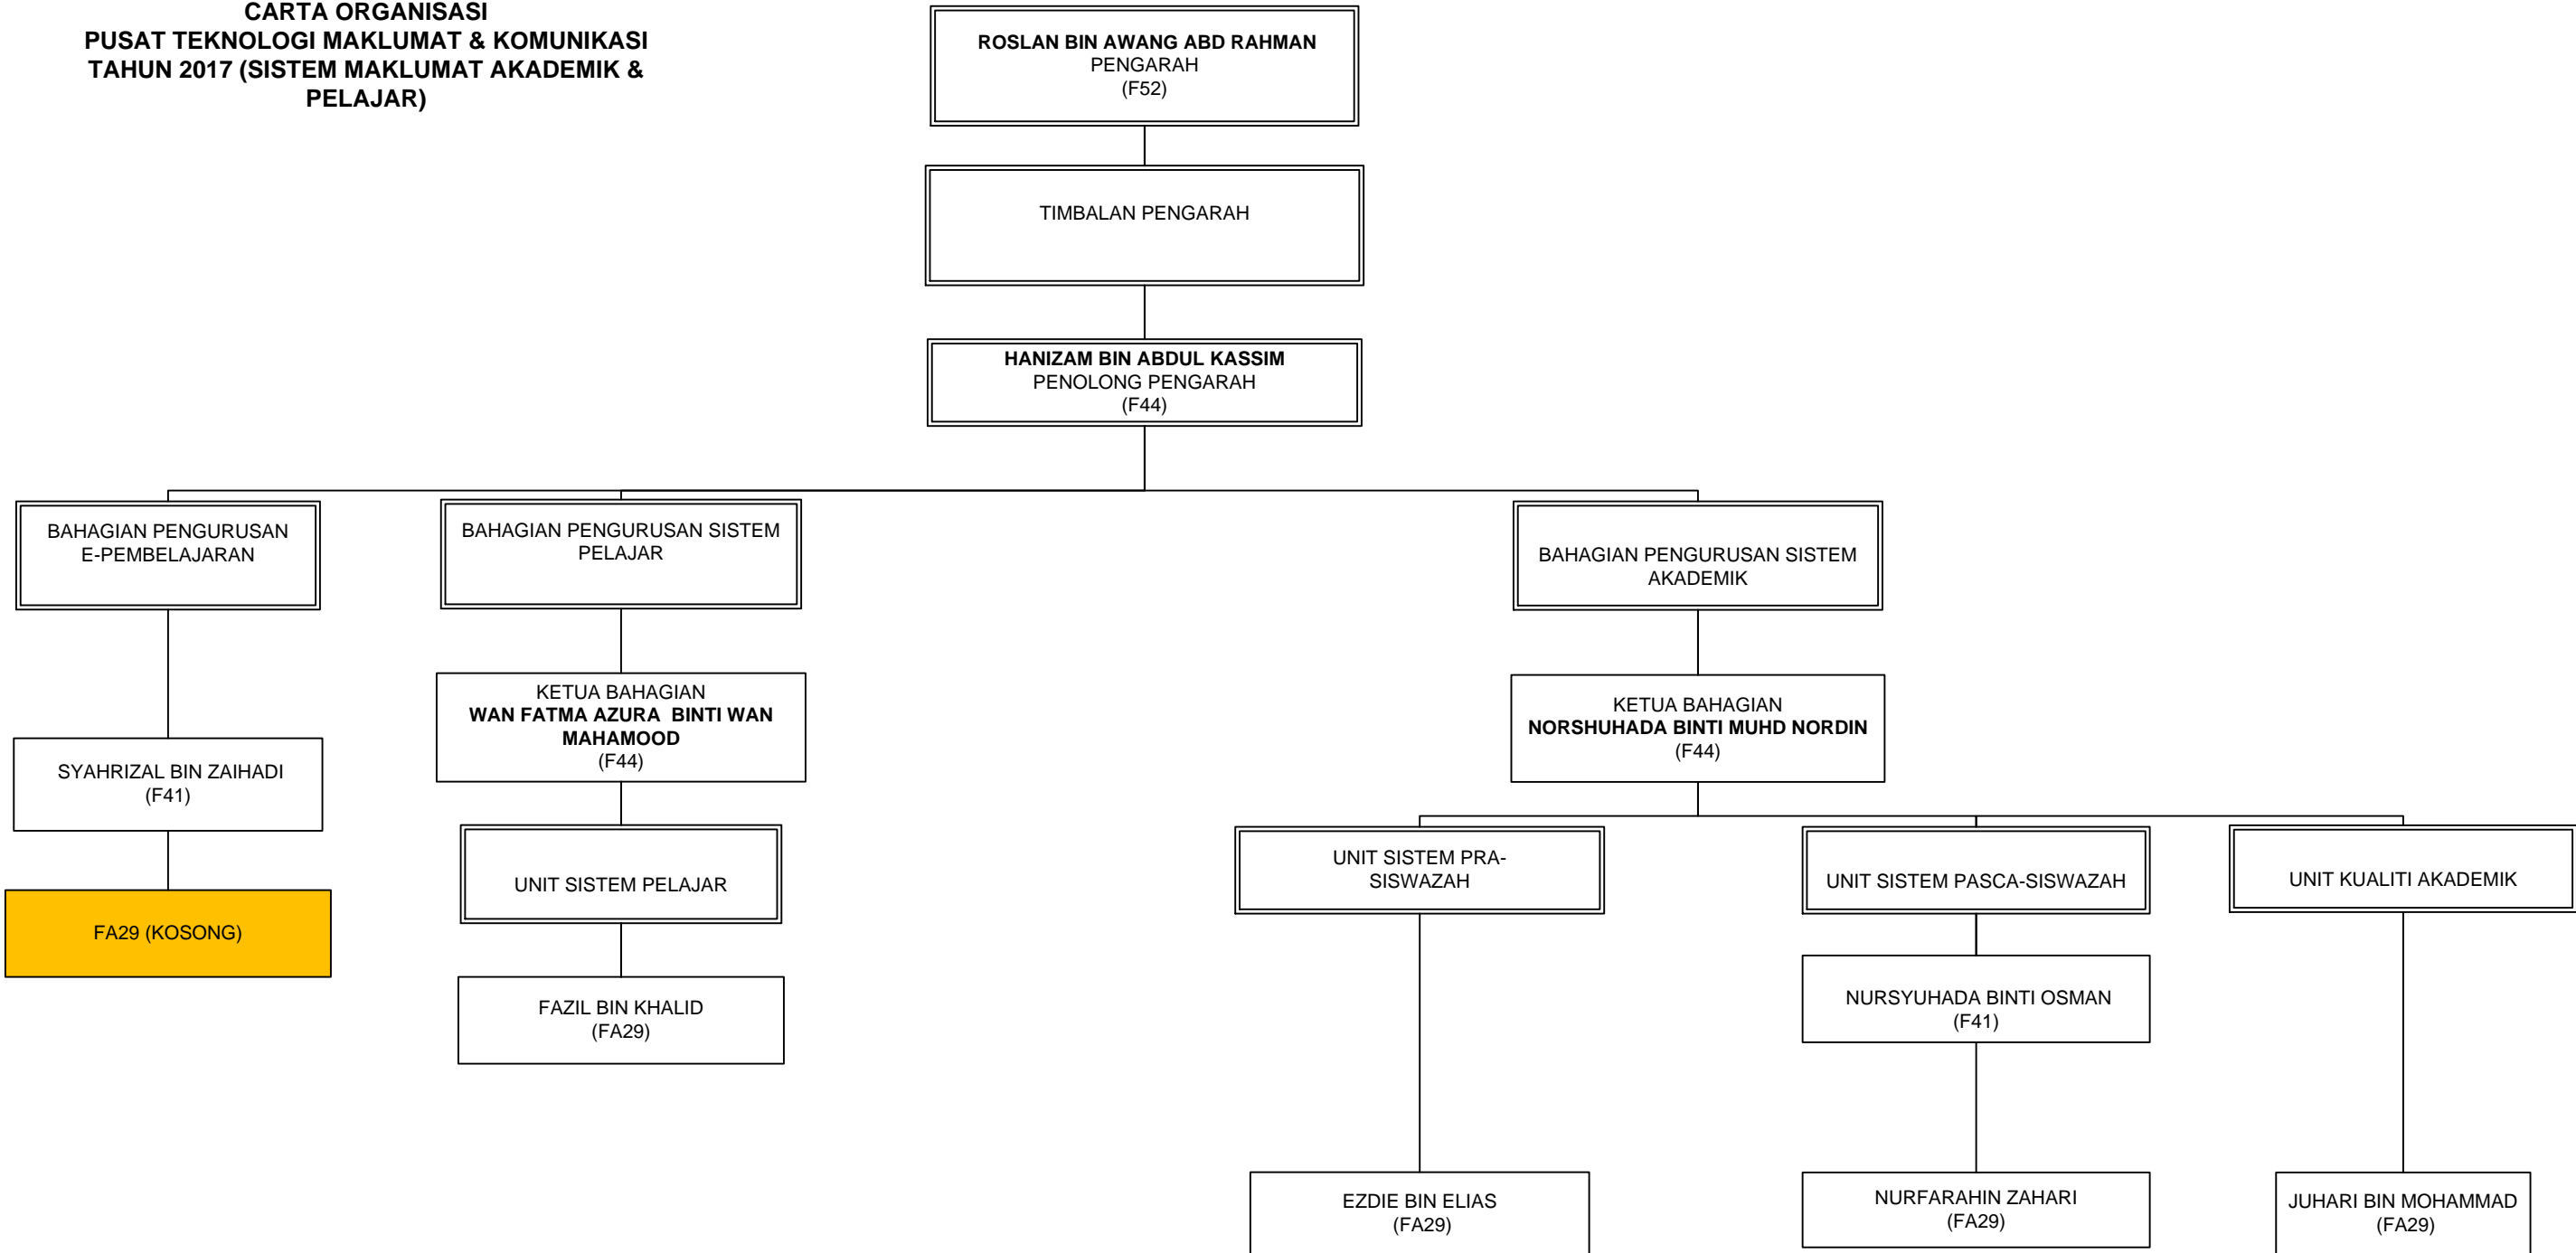 CARTA ORGANISASI
PUSAT TEKNOLOGI MAKLUMAT & KOMUNIKASI
TAHUN 2017 (SISTEM MAKLUMAT AKADEMIK &
PELAJAR)
ROSLAN BIN AWANG ABD RAHMAN
PENGARAH
(F52)
TIMBALAN PENGARAH
HANIZAM BIN ABDUL KASSIM
PENOLONG PENGARAH
(F44)
BAHAGIAN PENGURUSAN
E-PEMBELAJARAN
BAHAGIAN PENGURUSAN SISTEM
PELAJAR
BAHAGIAN PENGURUSAN SISTEM
AKADEMIK
SYAHRIZAL BIN ZAIHADI
(F41)
KETUA BAHAGIAN
WAN FATMA AZURA  BINTI WAN
MAHAMOOD
(F44)
KETUA BAHAGIAN
NORSHUHADA BINTI MUHD NORDIN
(F44)
FA29 (KOSONG)
UNIT SISTEM PELAJAR
UNIT SISTEM PRA-
SISWAZAH
UNIT SISTEM PASCA-SISWAZAH
UNIT KUALITI AKADEMIK
FAZIL BIN KHALID
(FA29)
NURSYUHADA BINTI OSMAN
(F41)
EZDIE BIN ELIAS
(FA29)
NURFARAHIN ZAHARI
(FA29)
JUHARI BIN MOHAMMAD
(FA29)